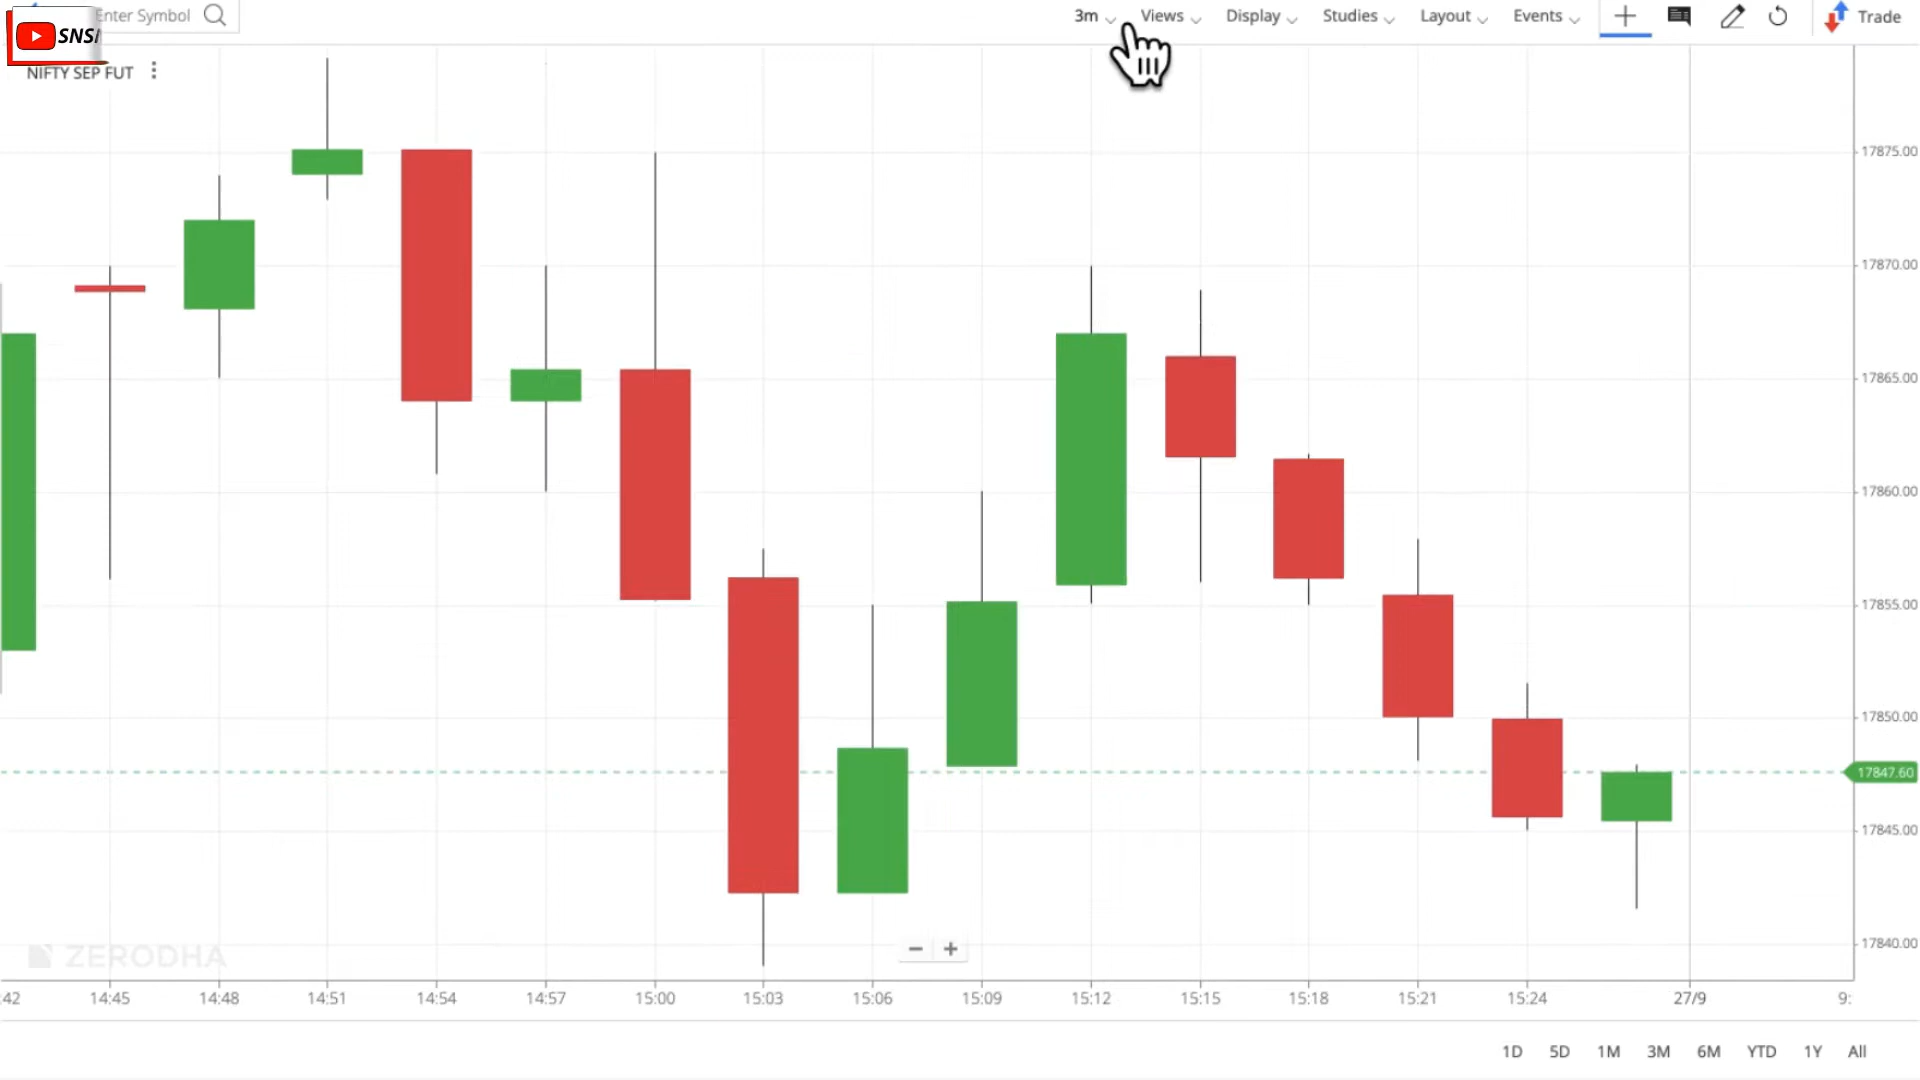 Enter Symbol
3m Views Display Studies Layout Events Trade
SNS
NIFTY SEP FUT
17875.00
17870.00
17865.00
17860.00
17855.00
17850.00
17847.60
17845.00
17840.00
ZERODHA
:42 14:45 14:48 14:51 14:54 14:57 15:00 15:03 15:06 15:09 15:12 15:15 15:18 15:21 15:24 27/9 9:
1D 5D 1M 3M 6M YTD 1Y All